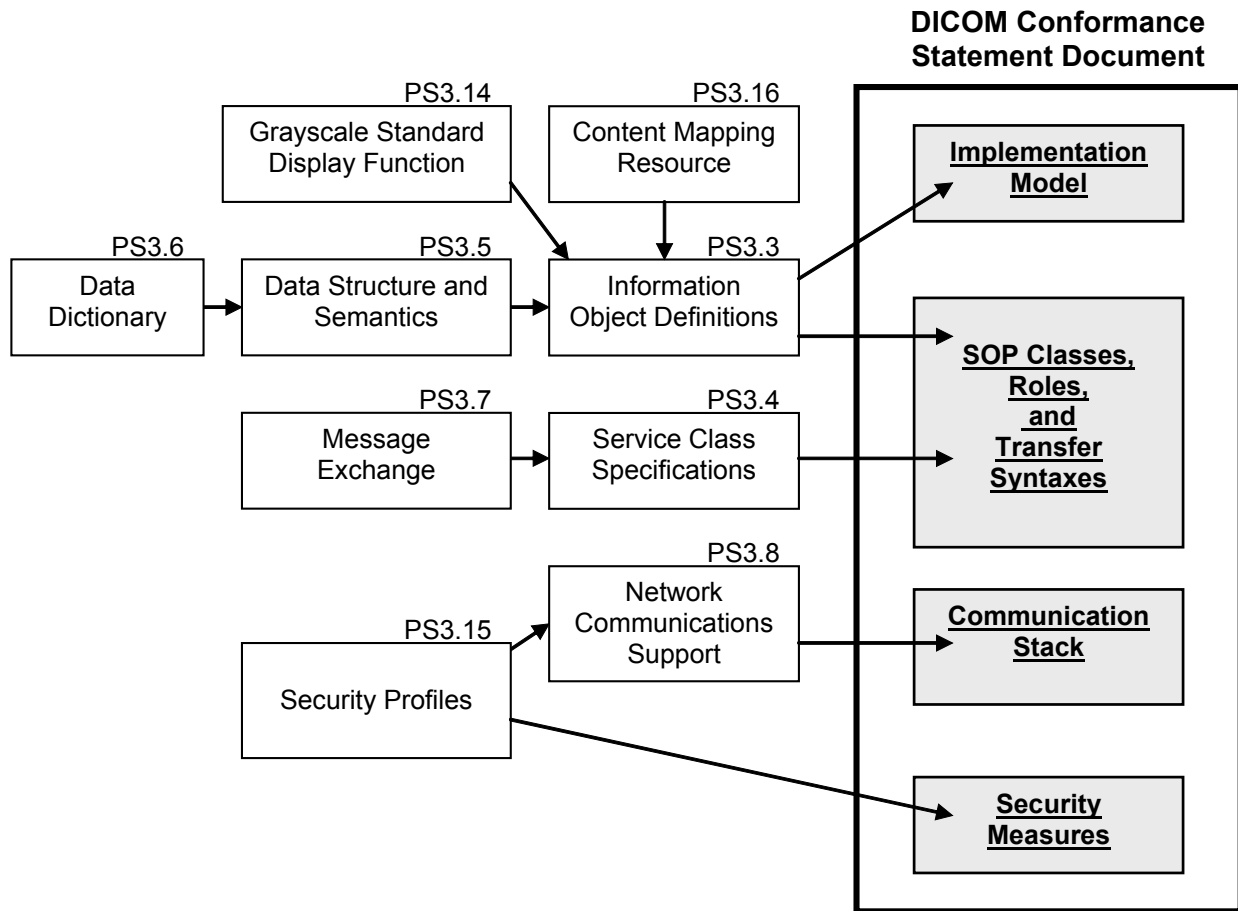 DICOM Conformance
Statement Document
PS3.14
Grayscale Standard
Display Function
PS3.16
Content Mapping
Resource
Implementation
Model
PS3.6
Data
Dictionary
PS3.5
Data Structure and
Semantics
PS3.3
Information
Object Definitions
SOP Classes,
Roles,
and
Transfer
Syntaxes
PS3.7
Message
Exchange
PS3.4
Service Class
Specifications
PS3.8
Network
Communications
Support
Communication
Stack
PS3.15
Security Profiles
Security
Measures